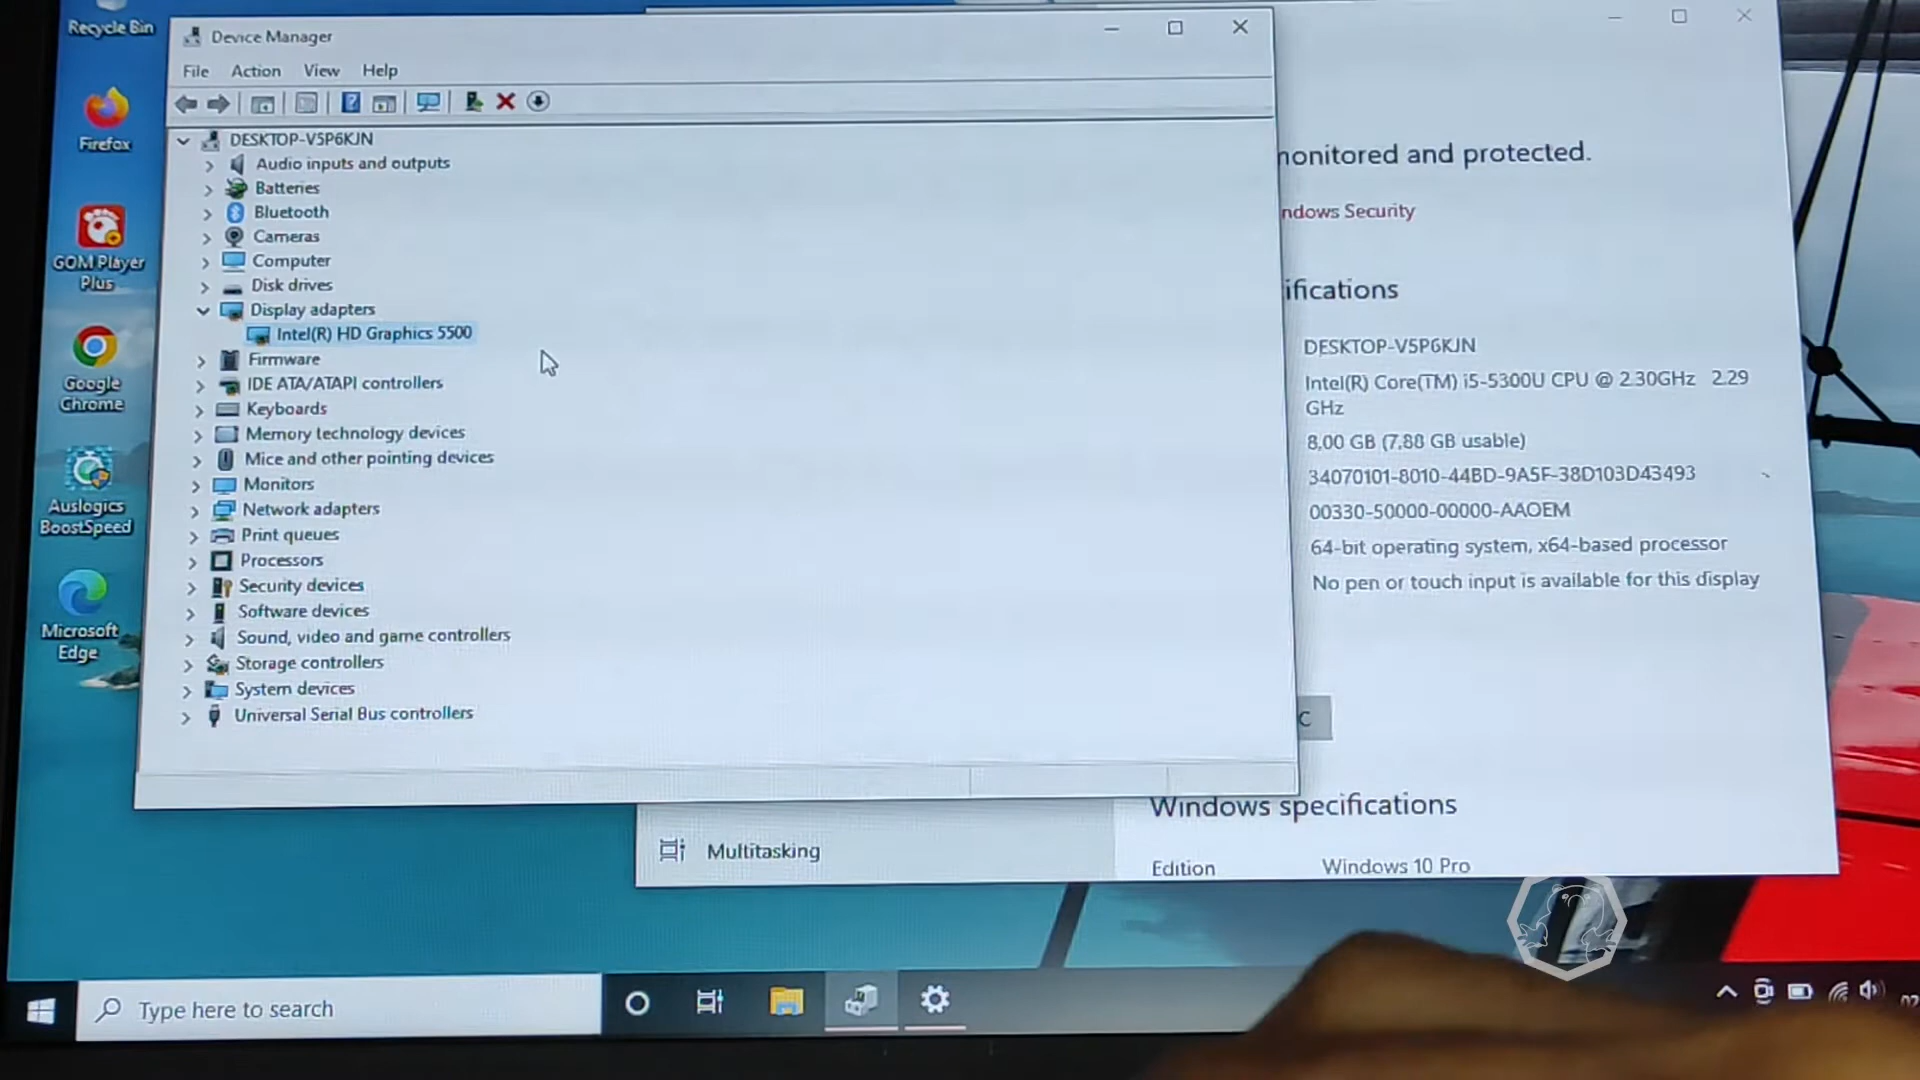 Recycle Bin
Firefox
GOM Player
Plus
Google
Chrome
Auslogics
BoostSpeed
Microsoft
Edge
Device Manager
File Action View Help
DESKTOP-V5P6KJN
Audio inputs and outputs
Batteries
Bluetooth
Cameras
Computer
Disk drives
Display adapters
Intel(R) HD Graphics 5500
Firmware
IDE ATA/ATAPI controllers
Keyboards
Memory technology devices
Mice and other pointing devices
Monitors
Network adapters
Print queues
Processors
Security devices
Software devices
Sound, video and game controllers
Storage controllers
System devices
Universal Serial Bus controllers
monitored and protected.
ndows Security
ifications
DESKTOP-V5P6KJN
Intel(R) Core(TM) i5-5300U CPU @ 2.30GHz 2.29
GHz
8,00 GB (7,88 GB usable)
34070101-8010-44BD-9A5F-38D103D43493
00330-50000-00000-AAOEM
64-bit operating system, x64-based processor
No pen or touch input is available for this display
C
Windows specifications
Multitasking
Edition Windows 10 Pro
Type here to search